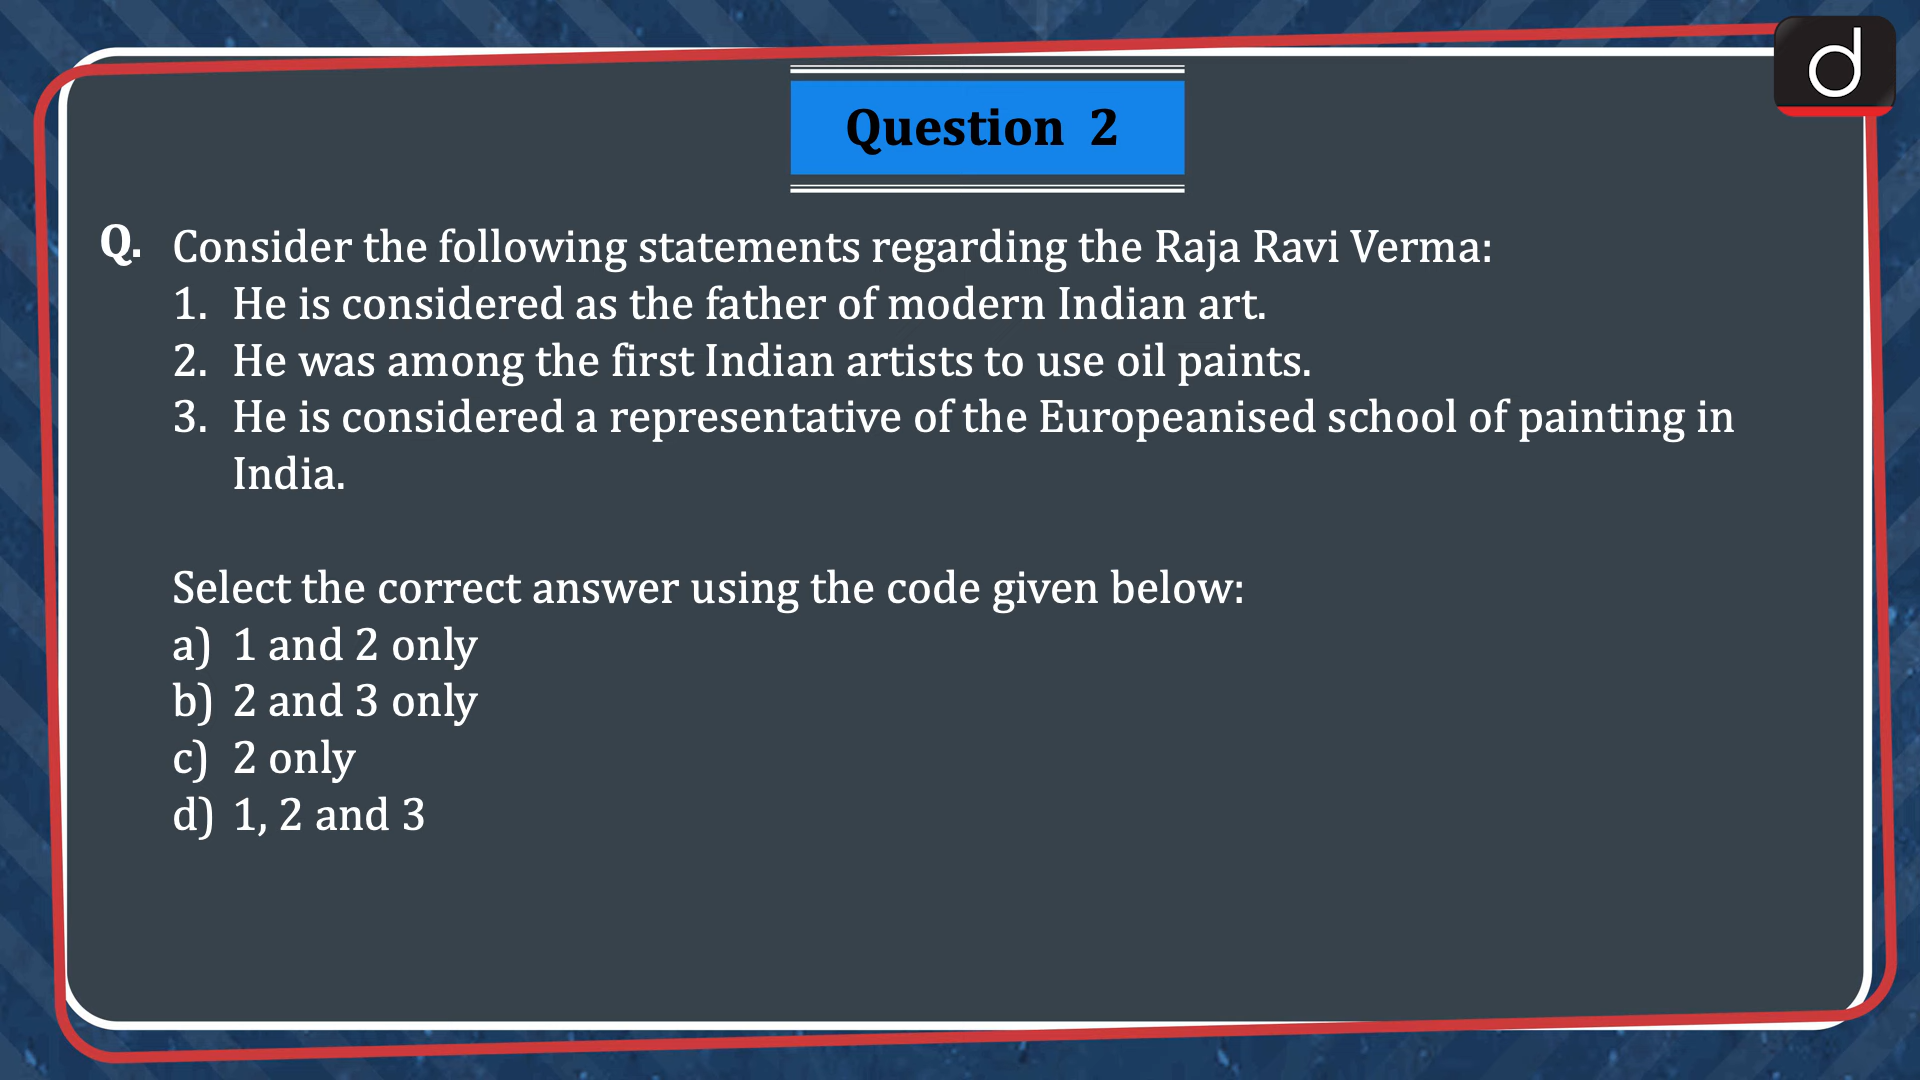 d
Question 2
Q. Consider the following statements regarding the Raja Ravi Verma:
1. He is considered as the father of modern Indian art.
2. He was among the first Indian artists to use oil paints.
3. He is considered a representative of the Europeanised school of painting in
India.
Select the correct answer using the code given below:
a) 1 and 2 only
b) 2 and 3 only
c) 2 only
d) 1, 2 and 3